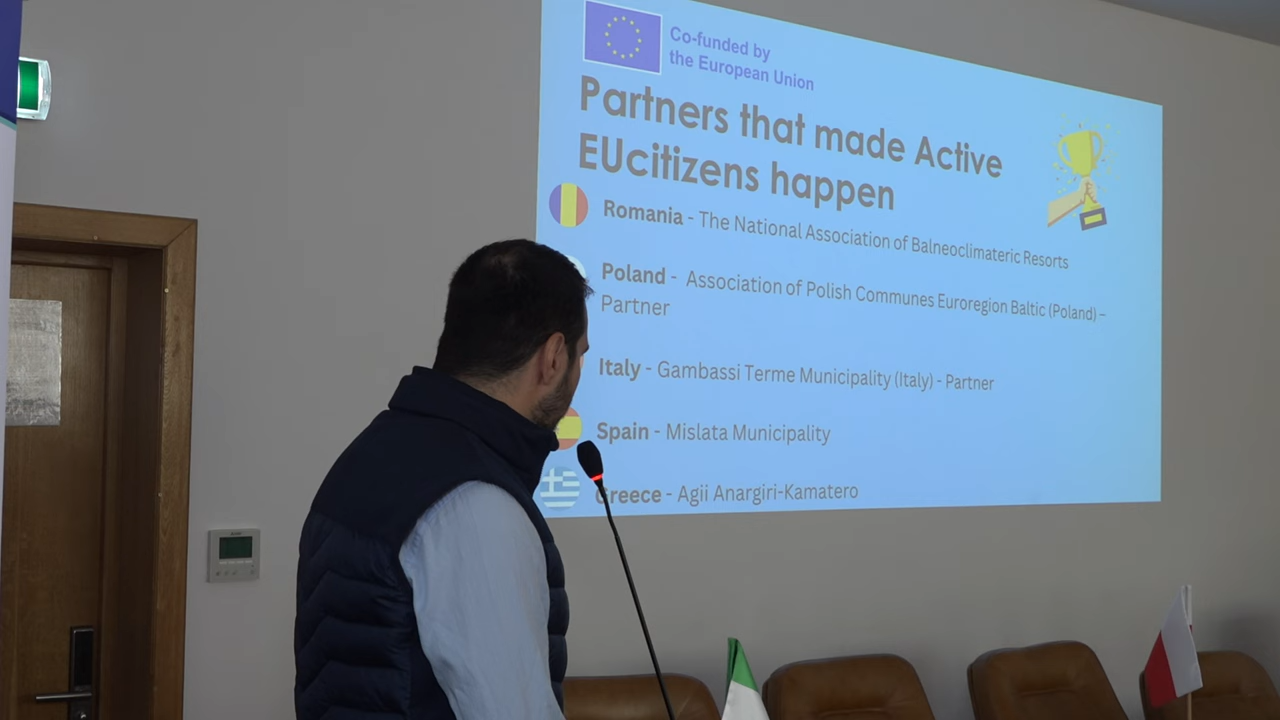 Co-funded by
the European Union
Partners that made Active
EUcitizens happen
Romania - The National Association of Balneoclimateric Resorts
Poland - Association of Polish Communes Euroregion Baltic (Poland) –
Partner
Italy - Gambassi Terme Municipality (Italy) - Partner
Spain - Mislata Municipality
Greece - Agii Anargiri-Kamatero